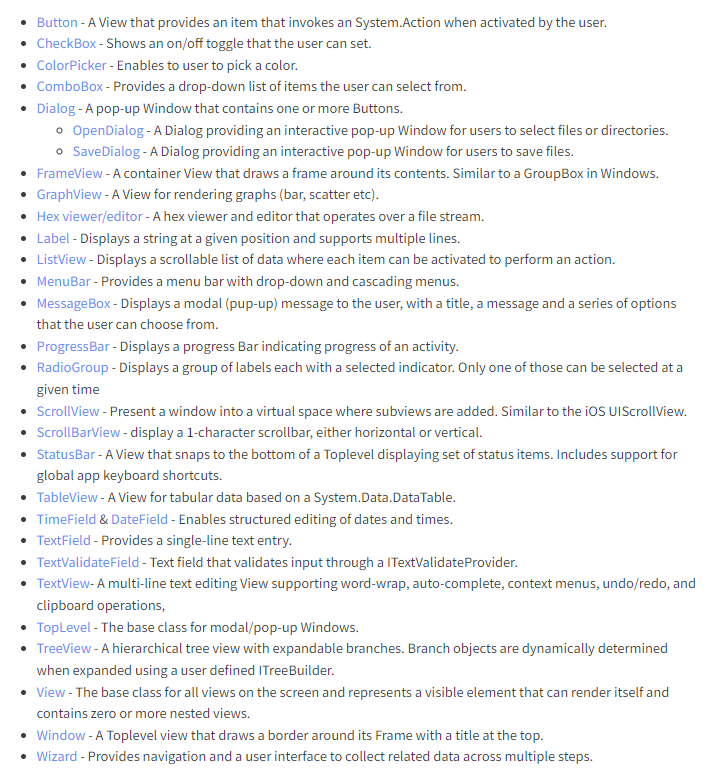 Button - A View that provides an item that invokes an System.Action when activated by the user.
CheckBox - Shows an on/off toggle that the user can set.
ColorPicker - Enables to user to pick a color.
ComboBox - Provides a drop-down list of items the user can select from.
Dialog - A pop-up Window that contains one or more Buttons.
OpenDialog - A Dialog providing an interactive pop-up Window for users to select files or directories.
SaveDialog - A Dialog providing an interactive pop-up Window for users to save files.
FrameView - A container View that draws a frame around its contents. Similar to a GroupBox in Windows.
GraphView - A View for rendering graphs (bar, scatter etc).
Hex viewer/editor - A hex viewer and editor that operates over a file stream.
Label - Displays a string at a given position and supports multiple lines.
ListView - Displays a scrollable list of data where each item can be activated to perform an action.
MenuBar - Provides a menu bar with drop-down and cascading menus.
MessageBox - Displays a modal (pup-up) message to the user, with a title, a message and a series of options
that the user can choose from.
ProgressBar - Displays a progress Bar indicating progress of an activity.
RadioGroup - Displays a group of labels each with a selected indicator. Only one of those can be selected at a
given time
ScrollView - Present a window into a virtual space where subviews are added. Similar to the iOS UIScrollView.
ScrollBarView - display a 1-character scrollbar, either horizontal or vertical.
StatusBar - A View that snaps to the bottom of a Toplevel displaying set of status items. Includes support for
global app keyboard shortcuts.
TableView - A View for tabular data based on a System.Data.DataTable.
TimeField & DateField - Enables structured editing of dates and times.
TextField - Provides a single-line text entry.
TextValidateField - Text field that validates input through a ITextValidateProvider.
TextView- A multi-line text editing View supporting word-wrap, auto-complete, context menus, undo/redo, and
clipboard operations,
TopLevel - The base class for modal/pop-up Windows.
TreeView - A hierarchical tree view with expandable branches. Branch objects are dynamically determined
when expanded using a user defined ITreeBuilder.
View - The base class for all views on the screen and represents a visible element that can render itself and
contains zero or more nested views.
Window - A Toplevel view that draws a border around its Frame with a title at the top.
Wizard - Provides navigation and a user interface to collect related data across multiple steps.